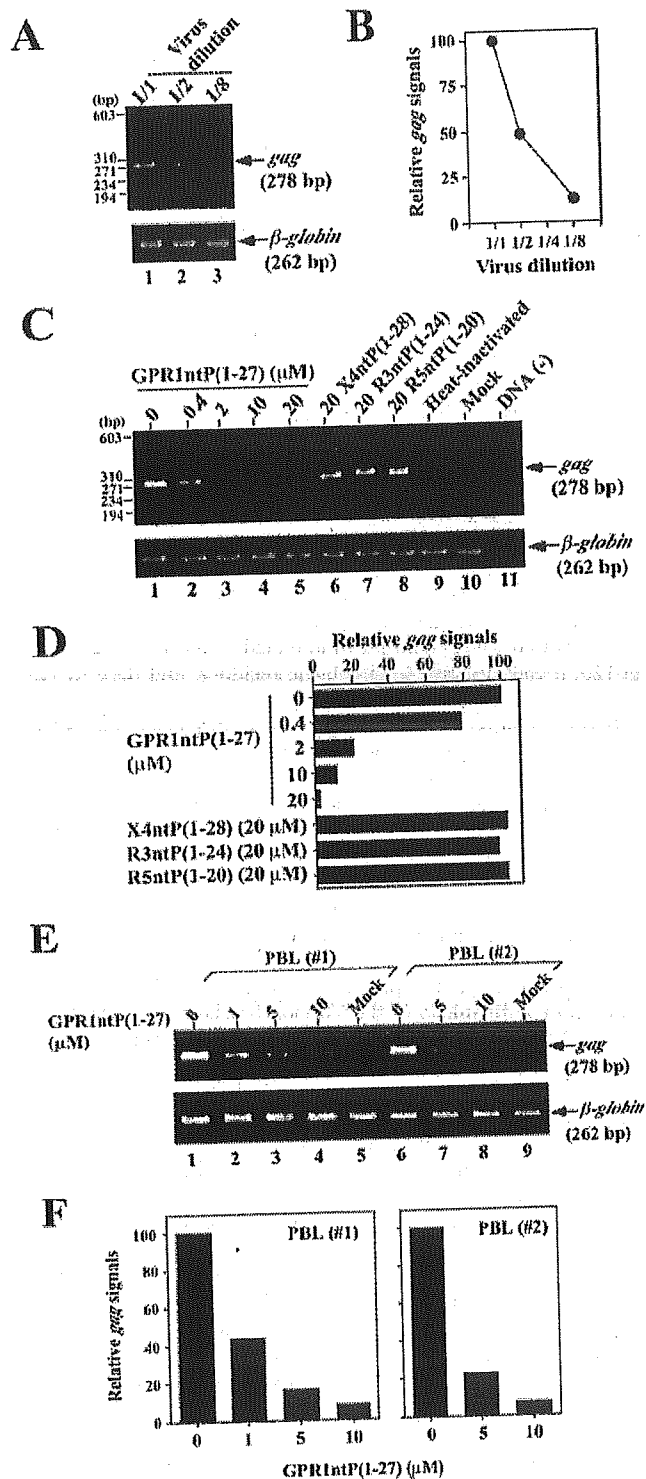 A
Virus
dilution
1/1 1/2 1/8
(bp)
603
310
271
234
194
gag
(278 bp)
β-globin
(262 bp)
1 2 3
B
Relative gag signals
100
75
50
25
0
1/1 1/2 1/4 1/8
Virus dilution
C
GPR1ntP(1-27) (μM)
0 0.4 2 10 20 20 X4ntP(1-28) 20 R3ntP(1-24) 20 R5ntP(1-20) Heat-inactivated Mock DNA (-)
(bp)
603
310
271
234
194
gag
(278 bp)
β-globin
(262 bp)
1 2 3 4 5 6 7 8 9 10 11
D
Relative gag signals
0 20 40 60 80 100
GPR1ntP(1-27)
(μM)
0
0.4
2
10
20
X4ntP(1-28) (20 μM)
R3ntP(1-24) (20 μM)
R5ntP(1-20) (20 μM)
E
PBL (#1) PBL (#2)
GPR1ntP(1-27)
(μM)
0 1 5 10 Mock 0 5 10 Mock
gag
(278 bp)
β-globin
(262 bp)
1 2 3 4 5 6 7 8 9
F
Relative gag signals
100
80
60
40
20
0
PBL (#1)
PBL (#2)
0 1 5 10
0 5 10
GPR1ntP(1-27) (μM)